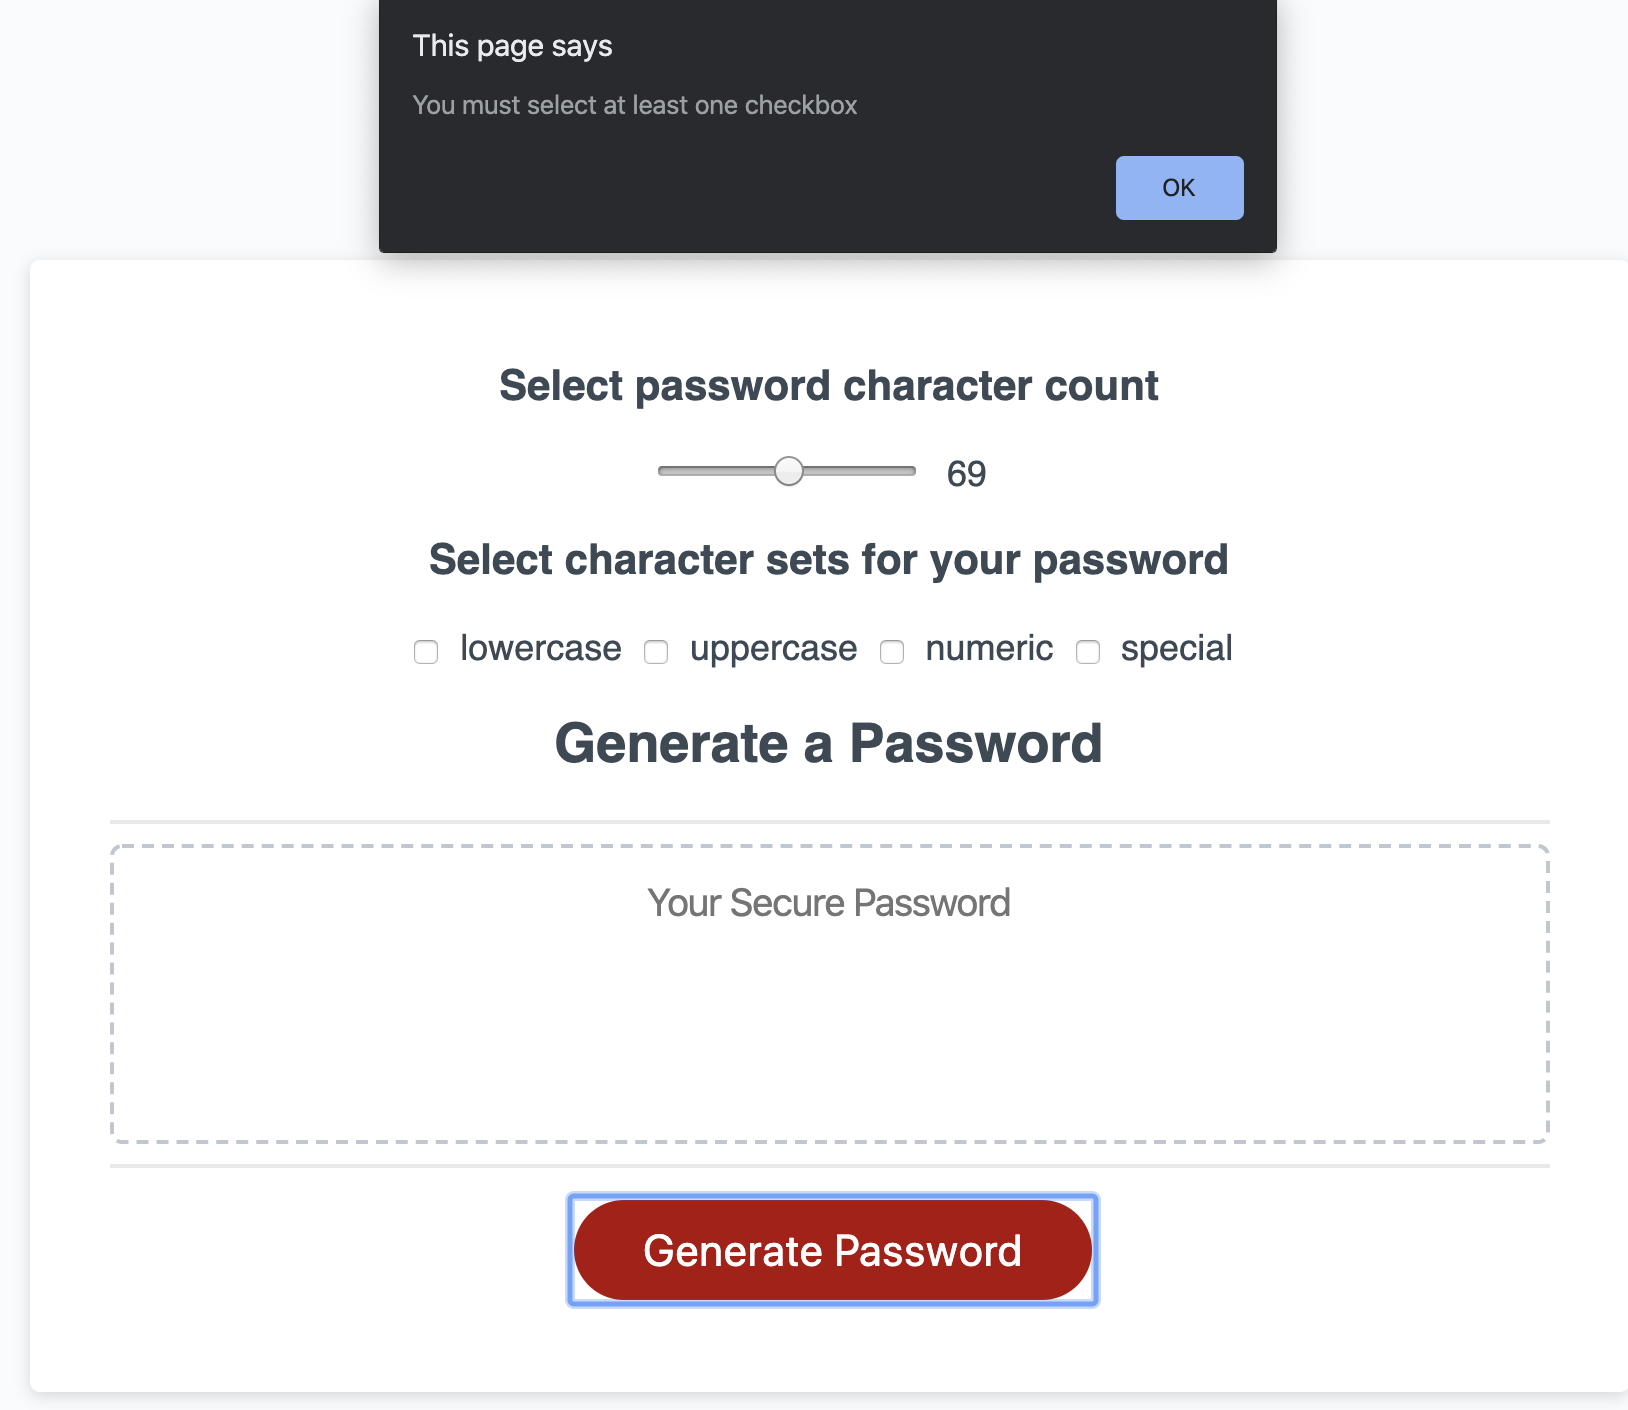 This page says
You must select at least one checkbox
OK
Select password character count
69
Select character sets for your password
lowercase uppercase numeric special
Generate a Password
Your Secure Password
Generate Password